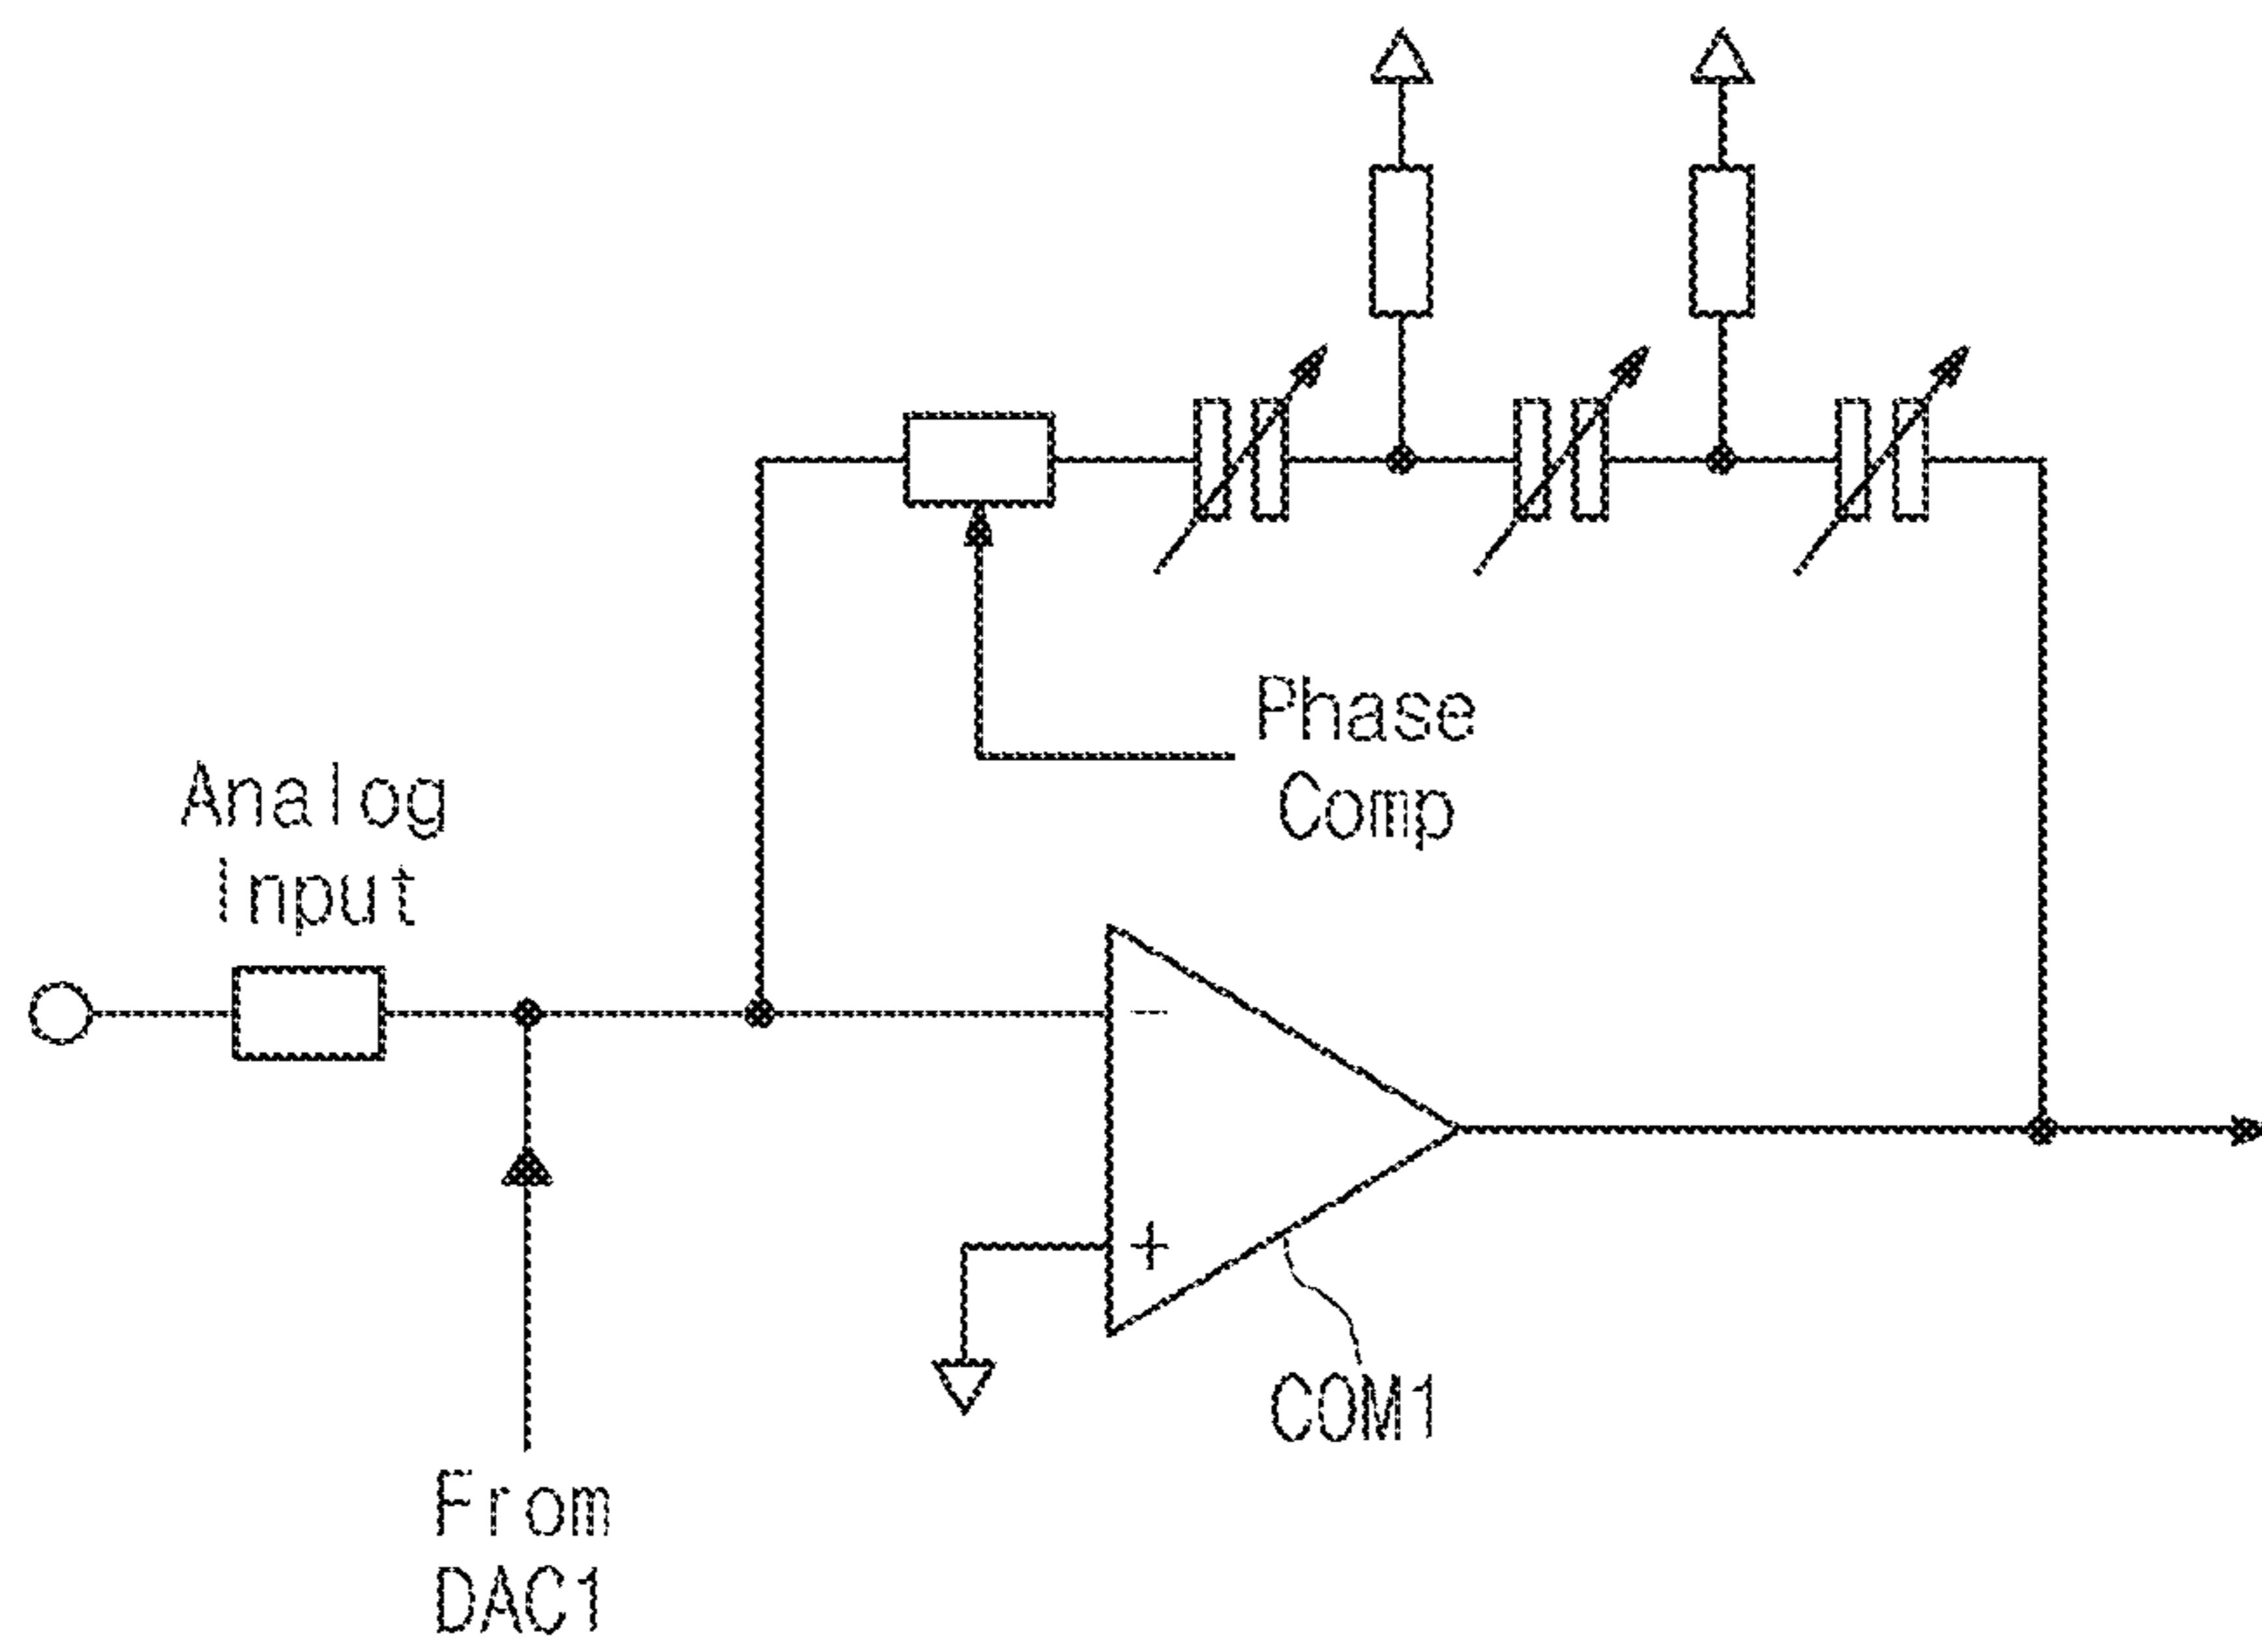 Phase
Comp
Analog
Input
-
+
COM1
From
DAC1